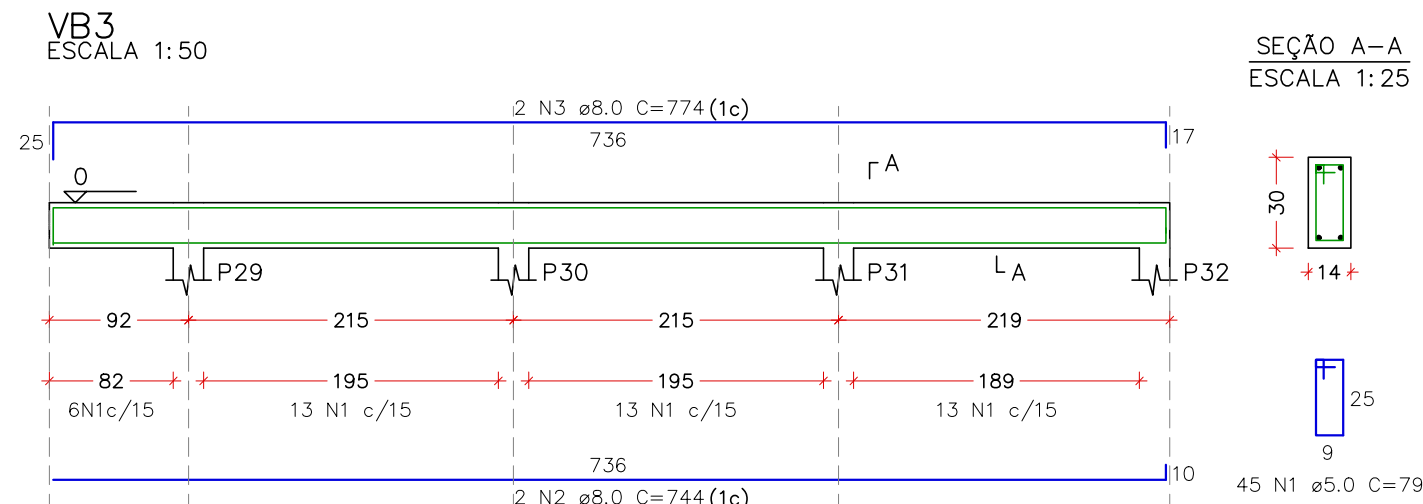 VB3
ESCALA 1:50
SEÇÃO A-A
ESCALA 1:25
2 N3 ø8.0 C=774(1c)
25
736
17
0
A
30
14
P29
P30
P31
A
P32
92
215
215
219
82
195
195
189
6N1c/15
13 N1 c/15
13 N1 c/15
13 N1 c/15
25
9
736
10
2 N2 ø8.0 C=744(1c)
45 N1 ø5.0 C=79